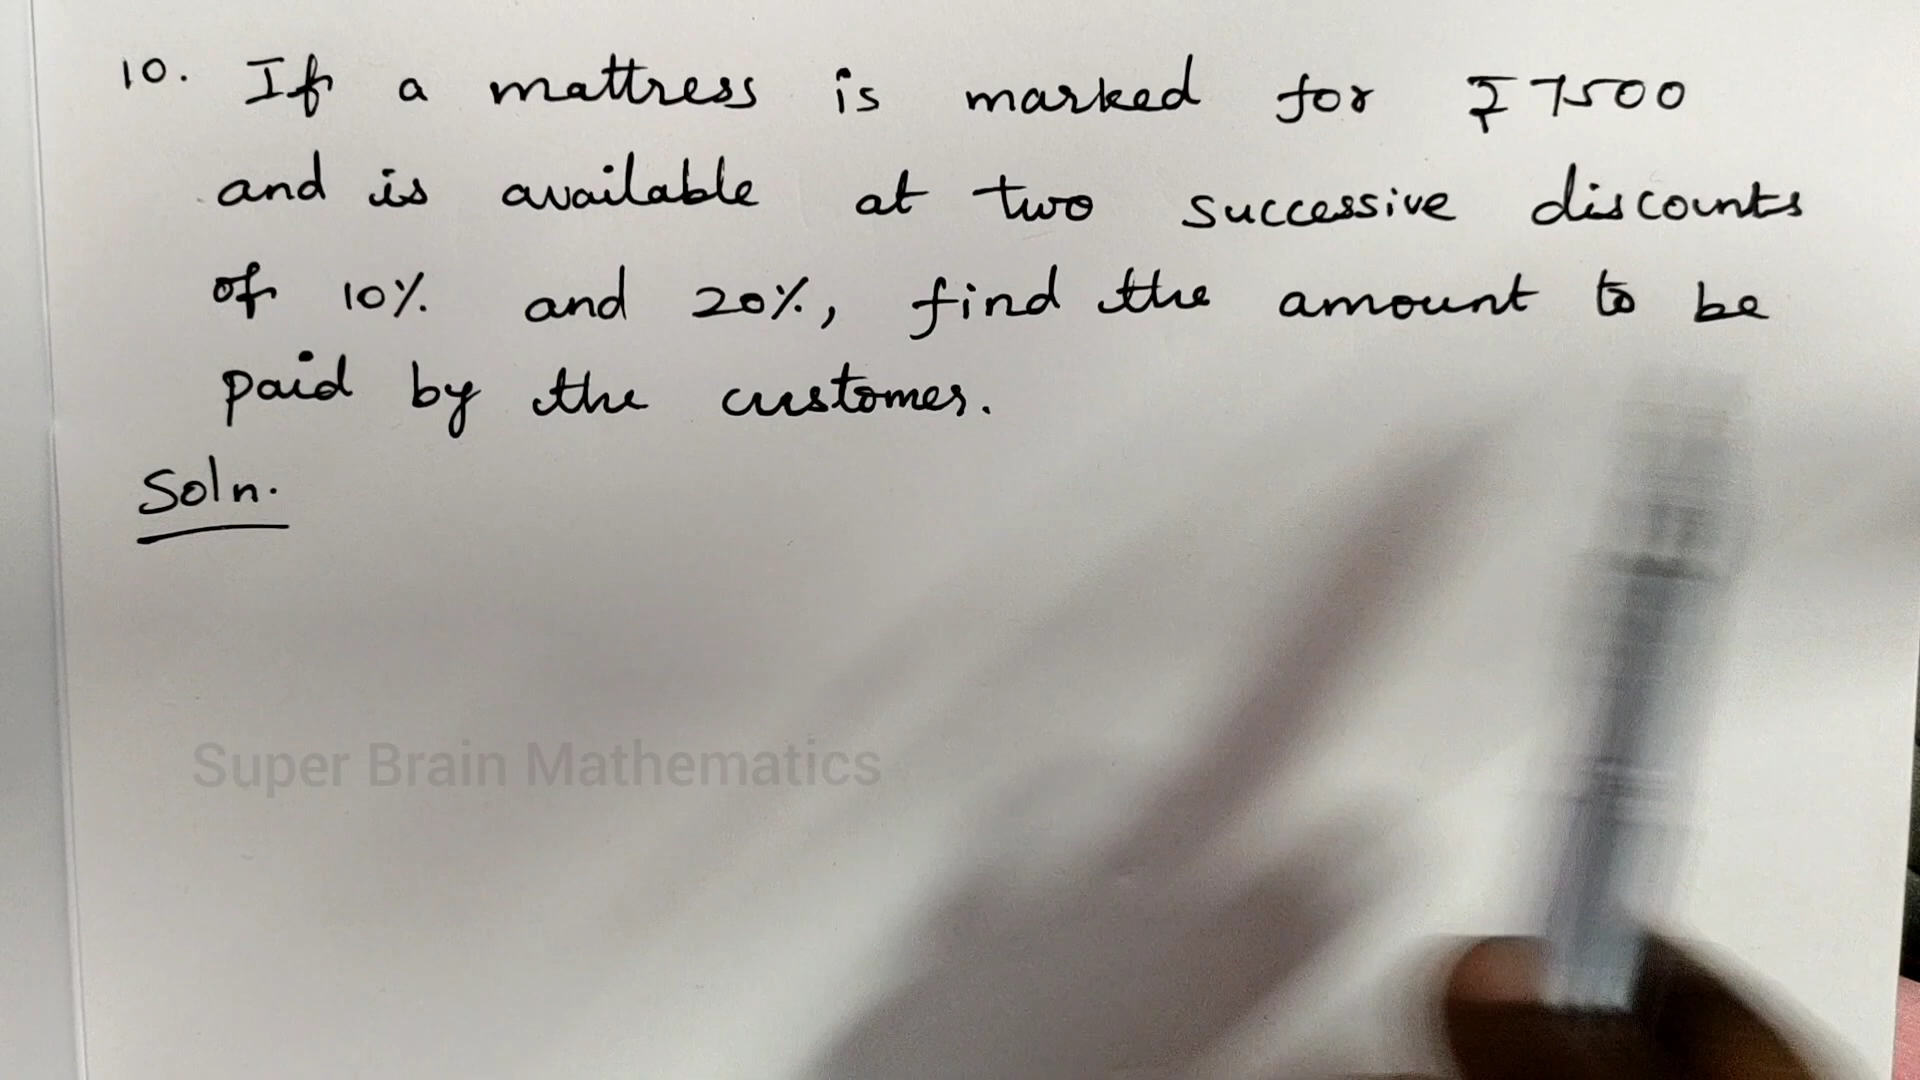 10. If a mattress is marked for ₹7500
and is available at two successive discounts
of 10% and 20%, find the amount to be
paid by the customer.
Soln.
Super Brain Mathematics